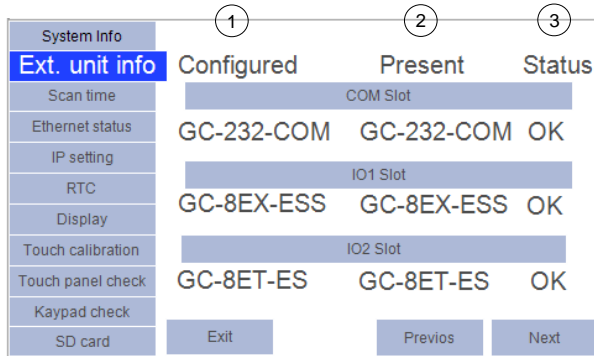 1 2 3
System Info
Ext. unit info Configured Present Status
Scan time COM Slot
Ethernet status GC-232-COM GC-232-COM OK
IP setting
RTC IO1 Slot
GC-8EX-ESS GC-8EX-ESS OK
Display
Touch calibration IO2 Slot
Touch panel check GC-8ET-ES GC-8ET-ES OK
Kaypad check
SD card Exit Previos Next